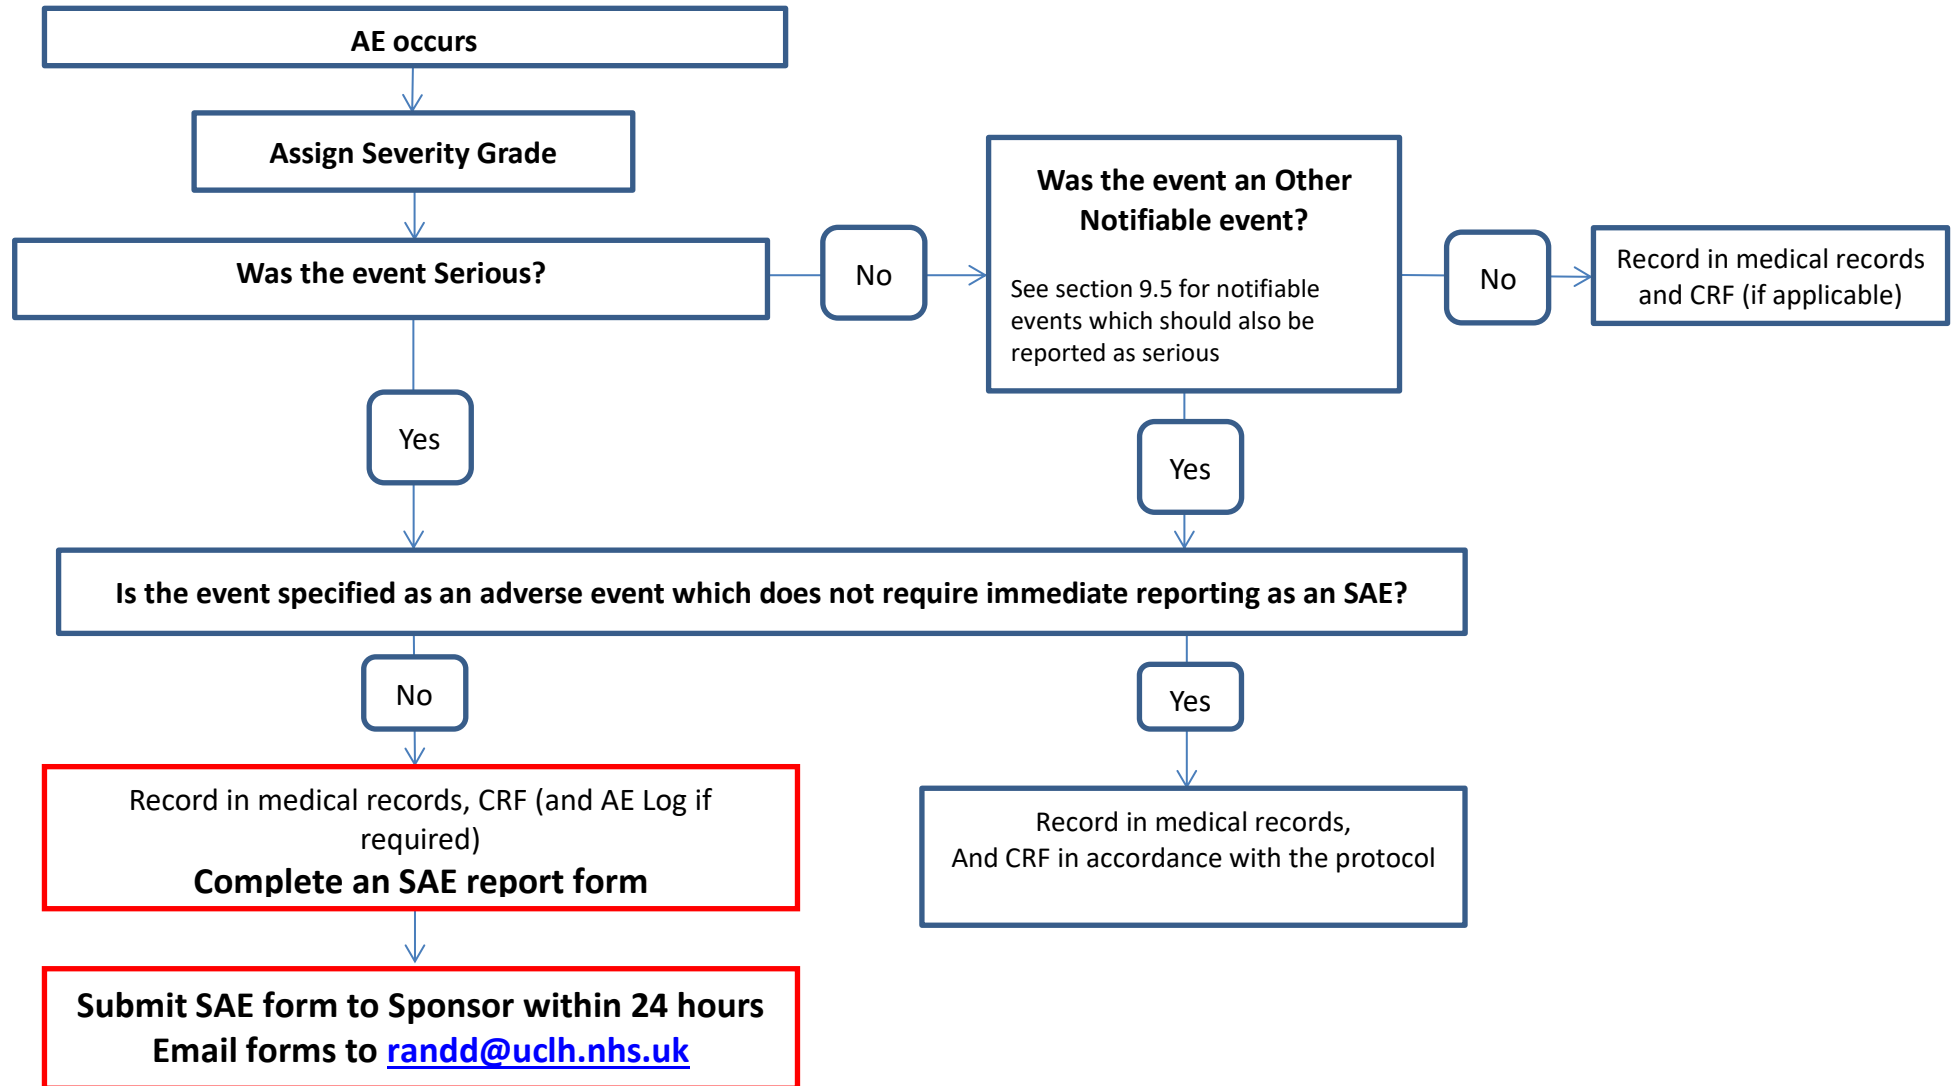 AE occurs
Assign Severity Grade
Was the event Serious?
No
Was the event an Other
Notifiable event?
See section 9.5 for notifiable
events which should also be
reported as serious
No
Record in medical records
and CRF (if applicable)
Yes
Yes
Is the event specified as an adverse event which does not require immediate reporting as an SAE?
No
Yes
Record in medical records, CRF (and AE Log if
required)
Complete an SAE report form
Record in medical records,
And CRF in accordance with the protocol
Submit SAE form to Sponsor within 24 hours
Email forms to randd@uclh.nhs.uk